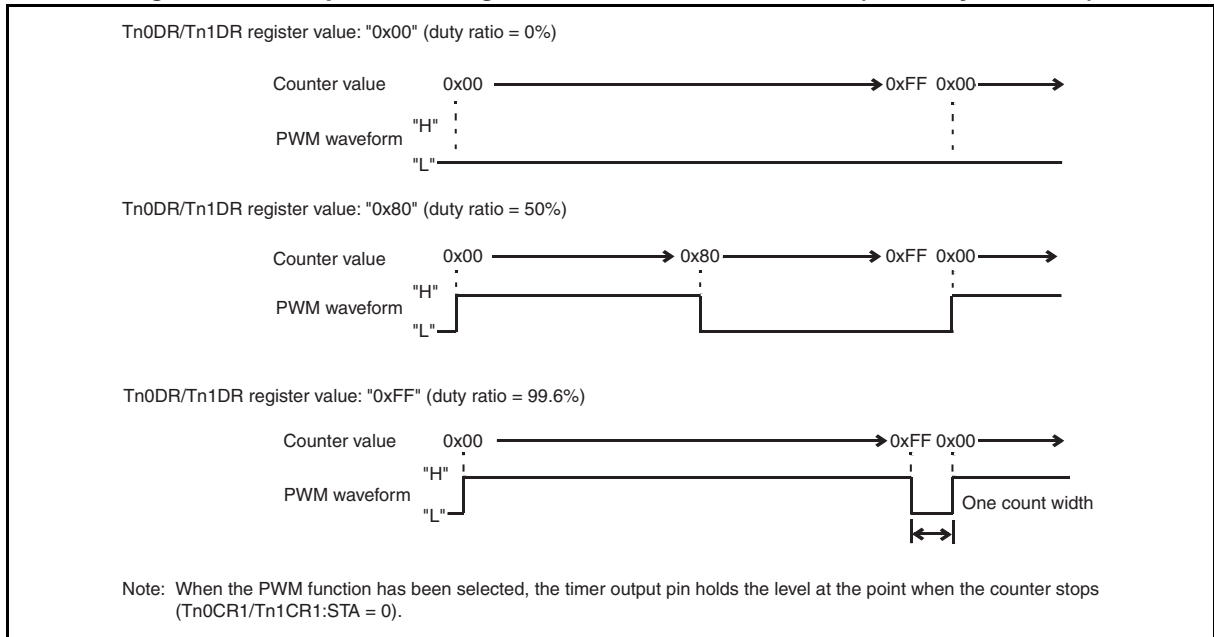 Tn0DR/Tn1DR register value: "0x00" (duty ratio = 0%)
Counter value 0x00 0xFF 0x00
"H"
PWM waveform
"L"
Tn0DR/Tn1DR register value: "0x80" (duty ratio = 50%)
Counter value 0x00 0x80 0xFF 0x00
"H"
PWM waveform
"L"
Tn0DR/Tn1DR register value: "0xFF" (duty ratio = 99.6%)
Counter value 0x00 0xFF 0x00
"H"
PWM waveform
"L"
One count width
Note: When the PWM function has been selected, the timer output pin holds the level at the point when the counter stops
(Tn0CR1/Tn1CR1:STA = 0).